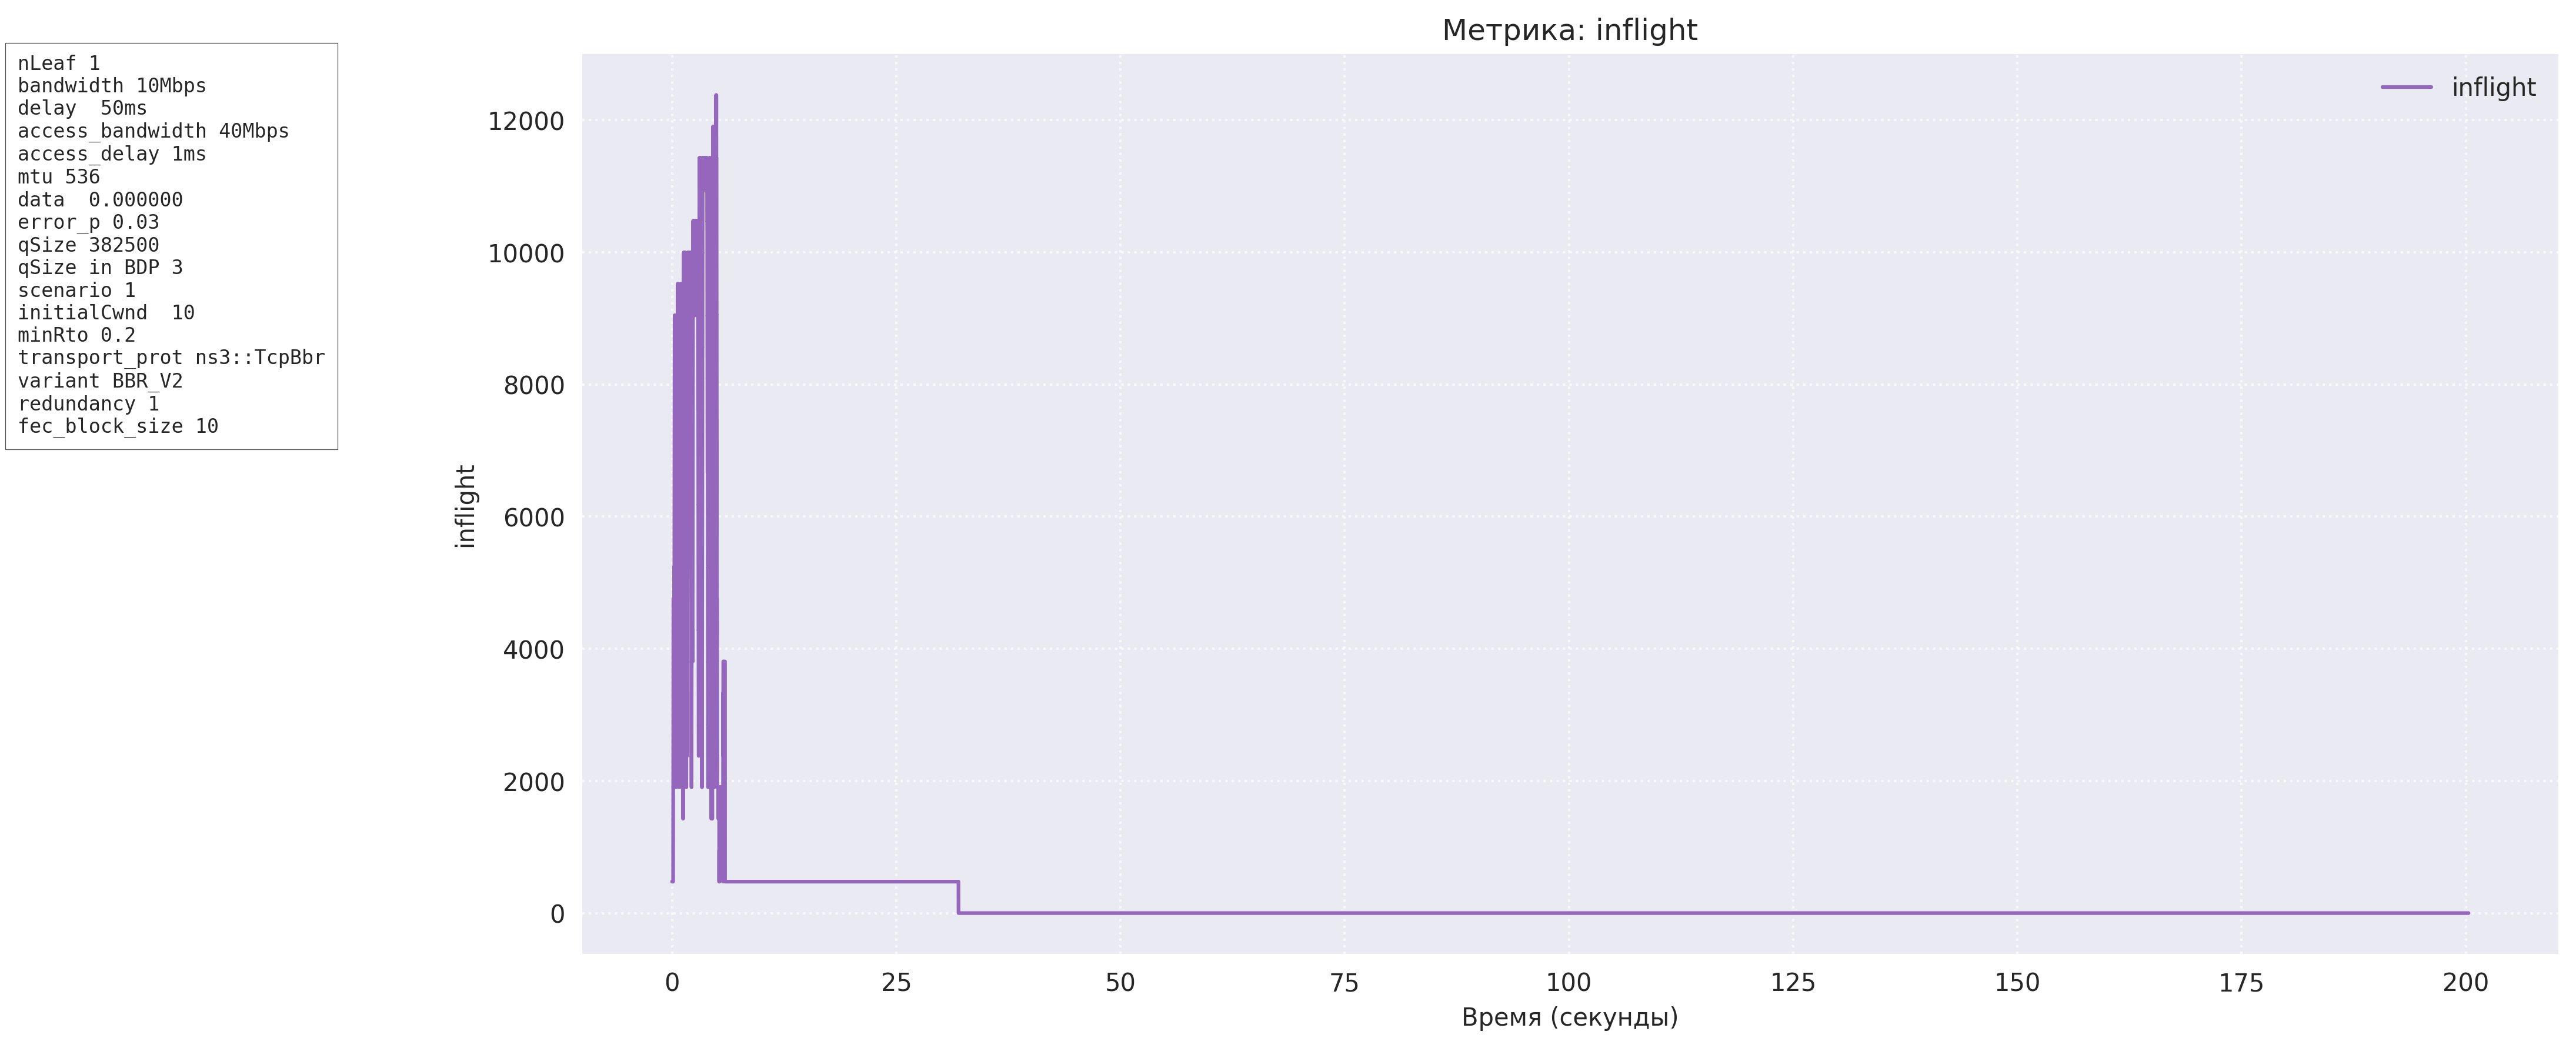 Метрика: inflight
nLeaf 1
bandwidth 10Mbps
delay  50ms
access_bandwidth 40Mbps
access_delay 1ms
mtu 536
data  0.000000
error_p 0.03
qSize 382500
qSize in BDP 3
scenario 1
initialCwnd  10
minRto 0.2
transport_prot ns3::TcpBbr
variant BBR_V2
redundancy 1
fec_block_size 10
inflight
12000
10000
8000
6000
4000
2000
0
inflight
0 25 50 75 100 125 150 175 200
Время (секунды)